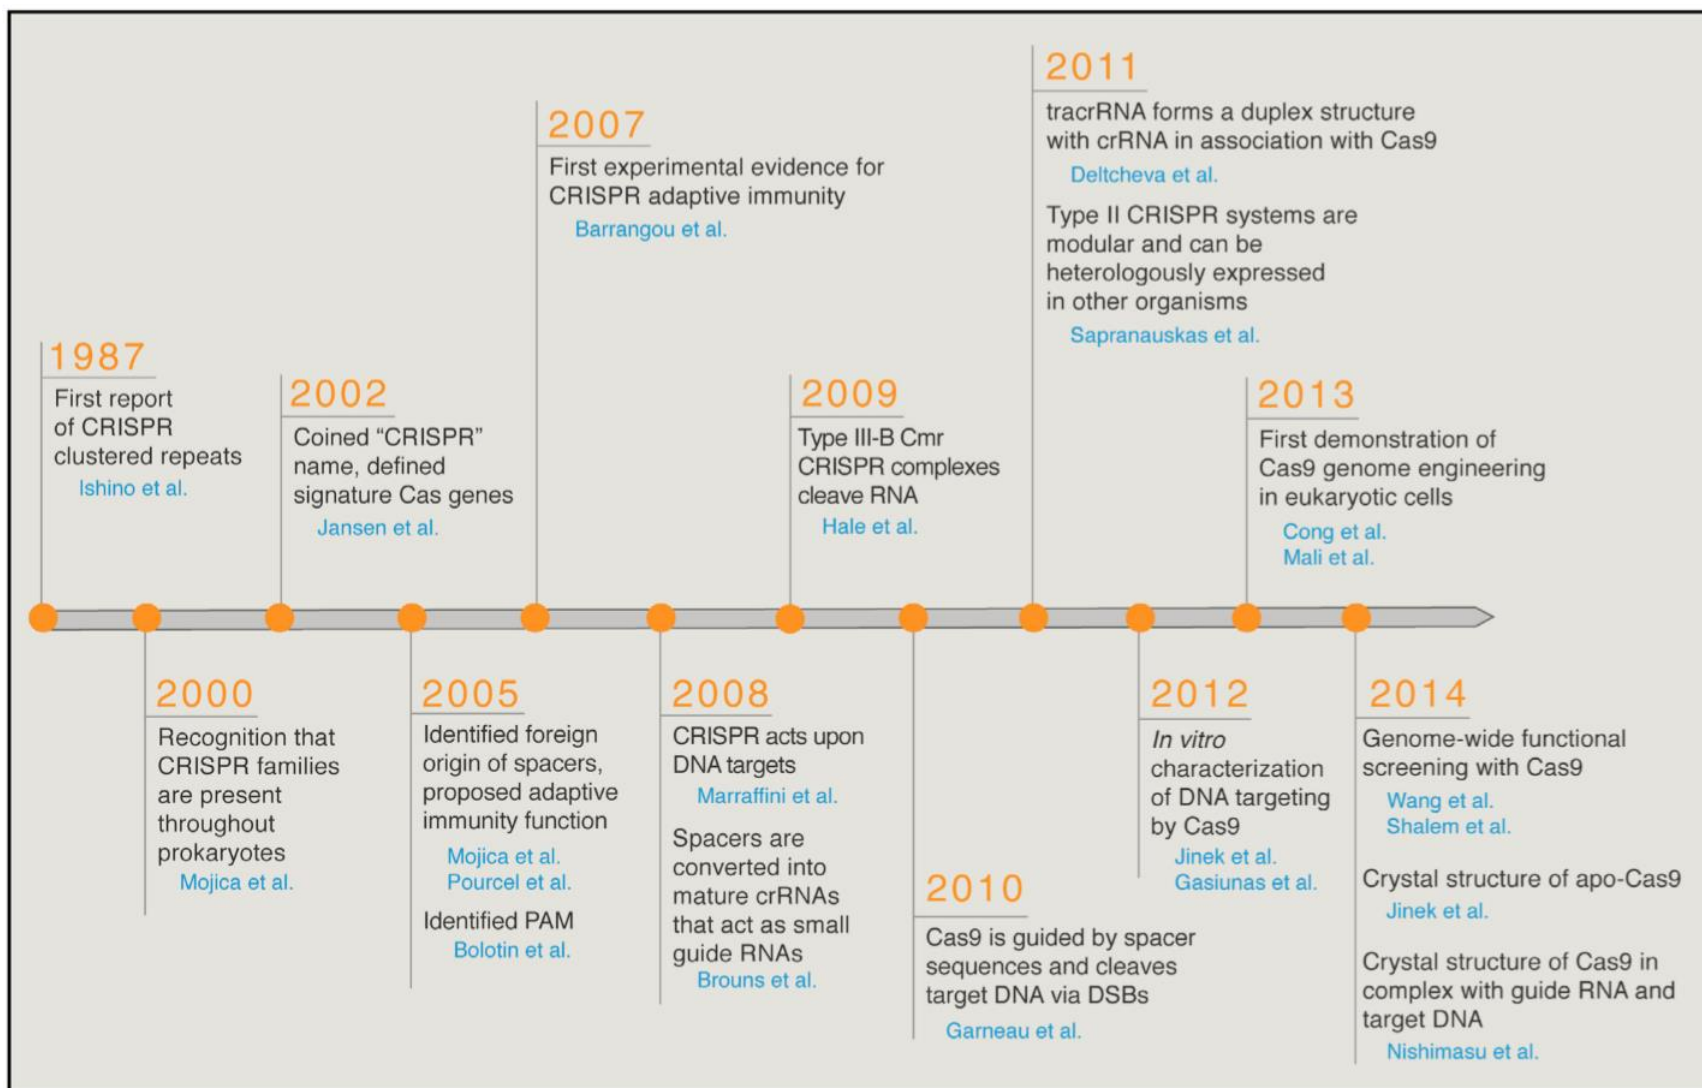 1987
First report
of CRISPR
clustered repeats
Ishino et al.
2000
Recognition that
CRISPR families
are present
throughout
prokaryotes
Mojica et al.
2002
Coined “CRISPR”
name, defined
signature Cas genes
Jansen et al.
2005
Identified foreign
origin of spacers,
proposed adaptive
immunity function
Mojica et al.
Pourcel et al.
Identified PAM
Bolotin et al.
2007
First experimental evidence for
CRISPR adaptive immunity
Barrangou et al.
2008
CRISPR acts upon
DNA targets
Marraffini et al.
Spacers are
converted into
mature crRNAs
that act as small
guide RNAs
Brouns et al.
2009
Type III-B Cmr
CRISPR complexes
cleave RNA
Hale et al.
2010
Cas9 is guided by spacer
sequences and cleaves
target DNA via DSBs
Garneau et al.
2011
tracrRNA forms a duplex structure
with crRNA in association with Cas9
Deltcheva et al.
Type II CRISPR systems are
modular and can be
heterologously expressed
in other organisms
Sapranauskas et al.
2012
In vitro
characterization
of DNA targeting
by Cas9
Jinek et al.
Gasiunas et al.
2013
First demonstration of
Cas9 genome engineering
in eukaryotic cells
Cong et al.
Mali et al.
2014
Genome-wide functional
screening with Cas9
Wang et al.
Shalem et al.
Crystal structure of apo-Cas9
Jinek et al.
Crystal structure of Cas9 in
complex with guide RNA and
target DNA
Nishimasu et al.